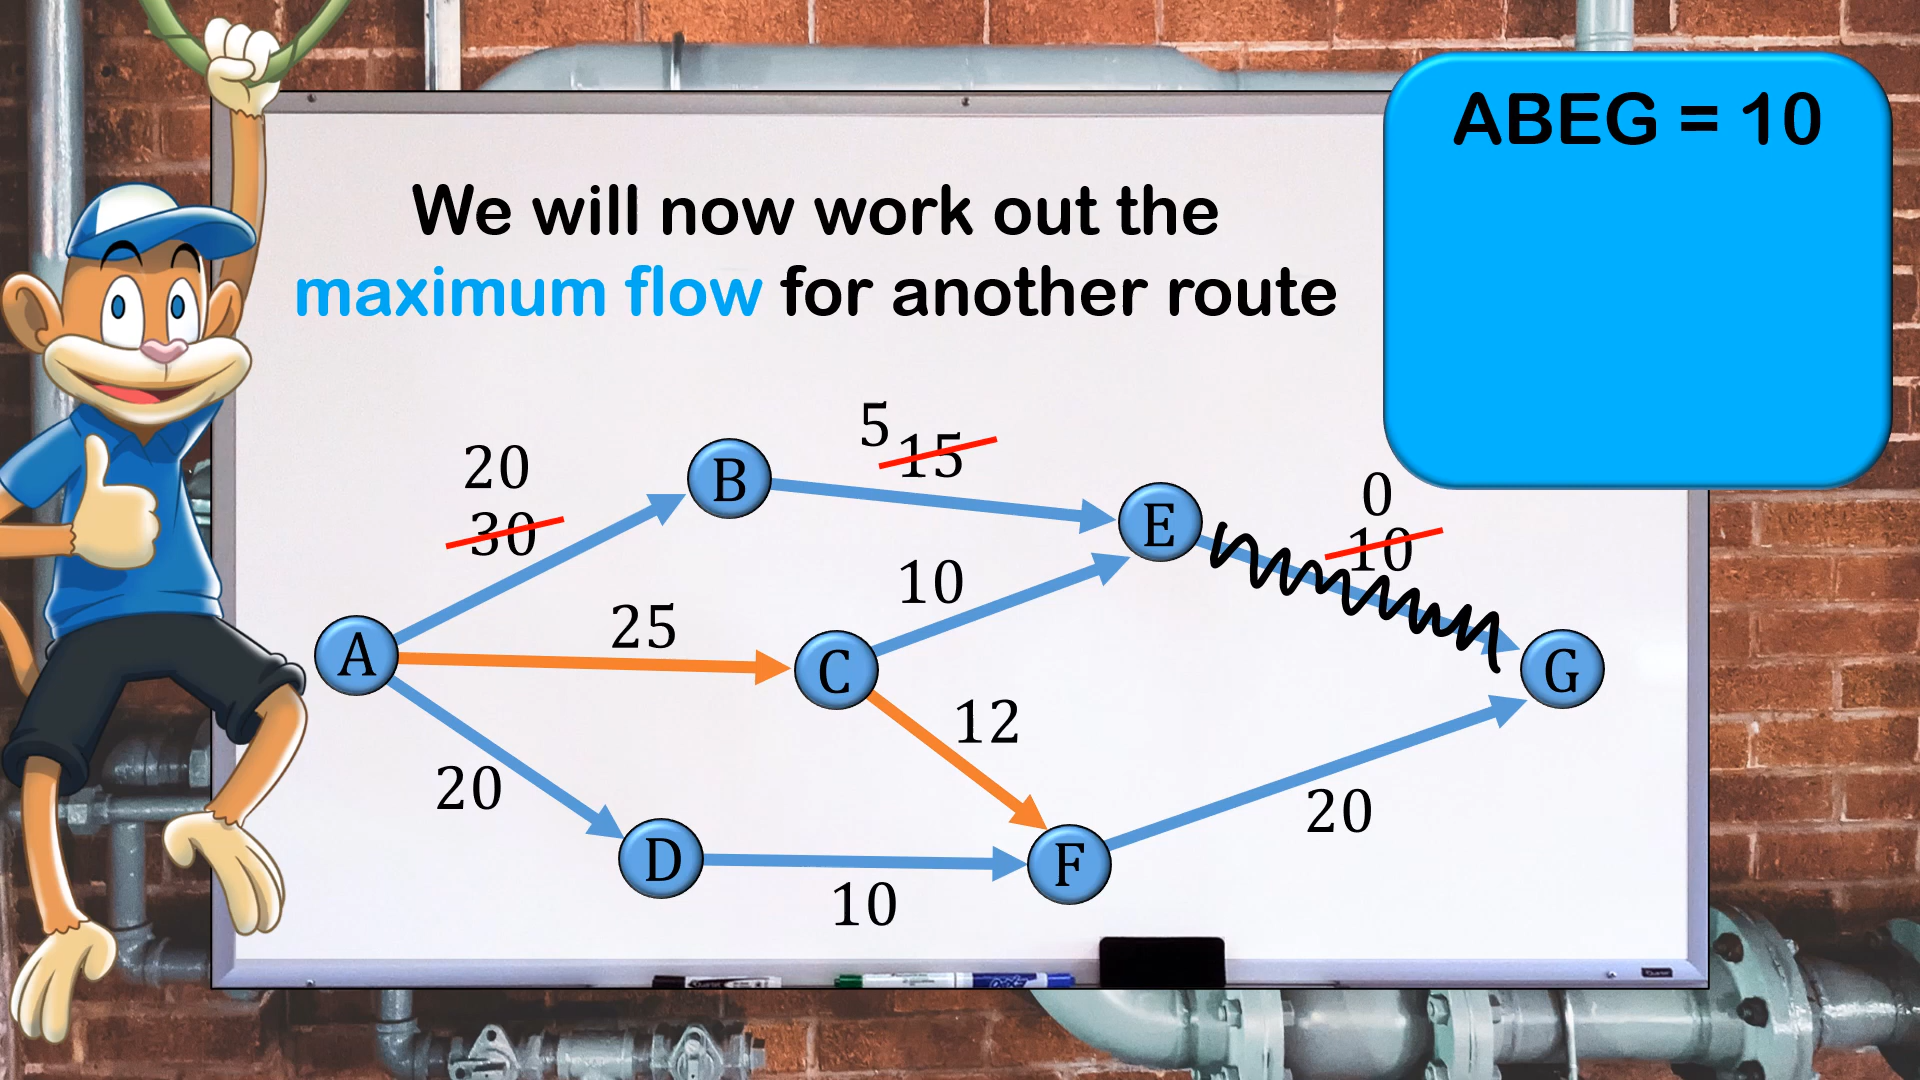 ABEG = 10
We will now work out the
maximum flow for another route
5
15
20
30
0
10
B
E
10
25
A
C
G
12
20
20
D
F
10